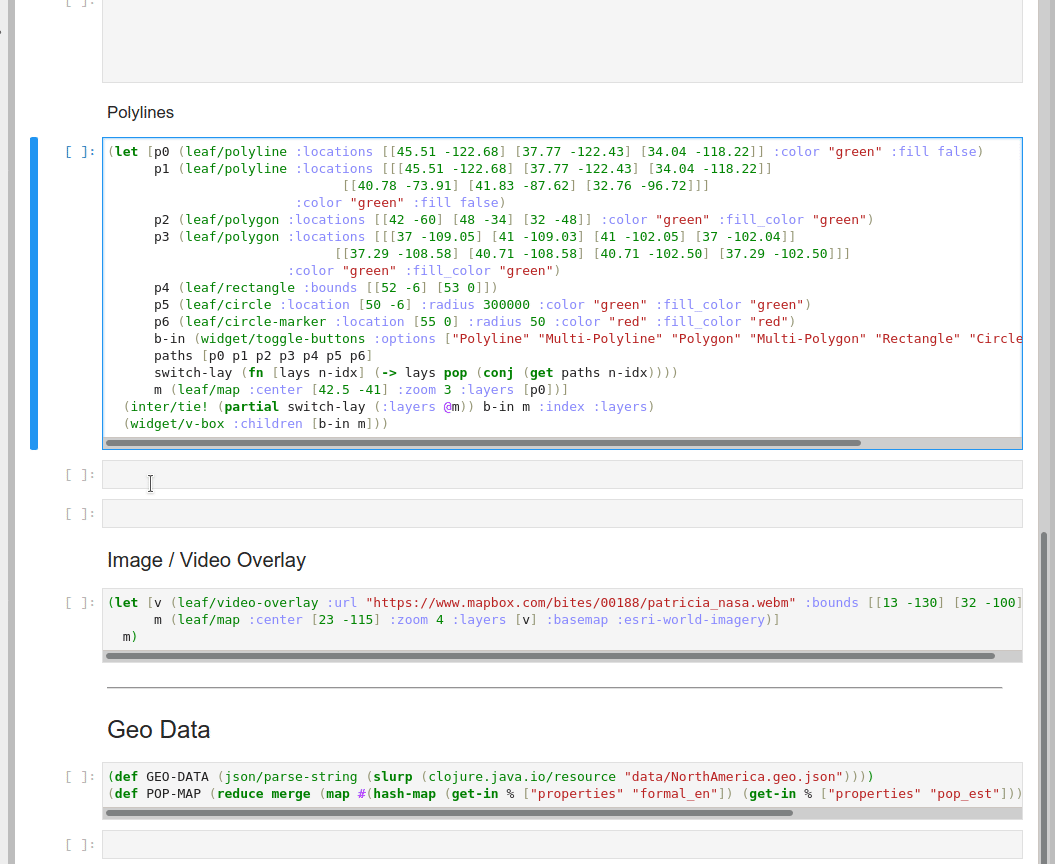 [ ]:
Polylines
[ ]: (let [p0 (leaf/polyline :locations [[45.51 -122.68] [37.77 -122.43] [34.04 -118.22]] :color "green" :fill false)
p1 (leaf/polyline :locations [[[45.51 -122.68] [37.77 -122.43] [34.04 -118.22]]
[[40.78 -73.91] [41.83 -87.62] [32.76 -96.72]]]
:color "green" :fill false)
p2 (leaf/polygon :locations [[42 -60] [48 -34] [32 -48]] :color "green" :fill_color "green")
p3 (leaf/polygon :locations [[[37 -109.05] [41 -109.03] [41 -102.05] [37 -102.04]]
[[37.29 -108.58] [40.71 -108.58] [40.71 -102.50] [37.29 -102.50]]]
:color "green" :fill_color "green")
p4 (leaf/rectangle :bounds [[52 -6] [53 0]])
p5 (leaf/circle :location [50 -6] :radius 300000 :color "green" :fill_color "green")
p6 (leaf/circle-marker :location [55 0] :radius 50 :color "red" :fill_color "red")
b-in (widget/toggle-buttons :options ["Polyline" "Multi-Polyline" "Polygon" "Multi-Polygon" "Rectangle" "Circle
paths [p0 p1 p2 p3 p4 p5 p6]
switch-lay (fn [lays n-idx] (-> lays pop (conj (get paths n-idx))))
m (leaf/map :center [42.5 -41] :zoom 3 :layers [p0])]
(inter/tie! (partial switch-lay (:layers @m)) b-in m :index :layers)
(widget/v-box :children [b-in m]))
[ ]:
[ ]:
Image / Video Overlay
[ ]: (let [v (leaf/video-overlay :url "https://www.mapbox.com/bites/00188/patricia_nasa.webm" :bounds [[13 -130] [32 -100]
m (leaf/map :center [23 -115] :zoom 4 :layers [v] :basemap :esri-world-imagery)]
m)
Geo Data
[ ]: (def GEO-DATA (json/parse-string (slurp (clojure.java.io/resource "data/NorthAmerica.geo.json"))))
(def POP-MAP (reduce merge (map #(hash-map (get-in % ["properties" "formal_en"]) (get-in % ["properties" "pop_est"]))
[ ]: